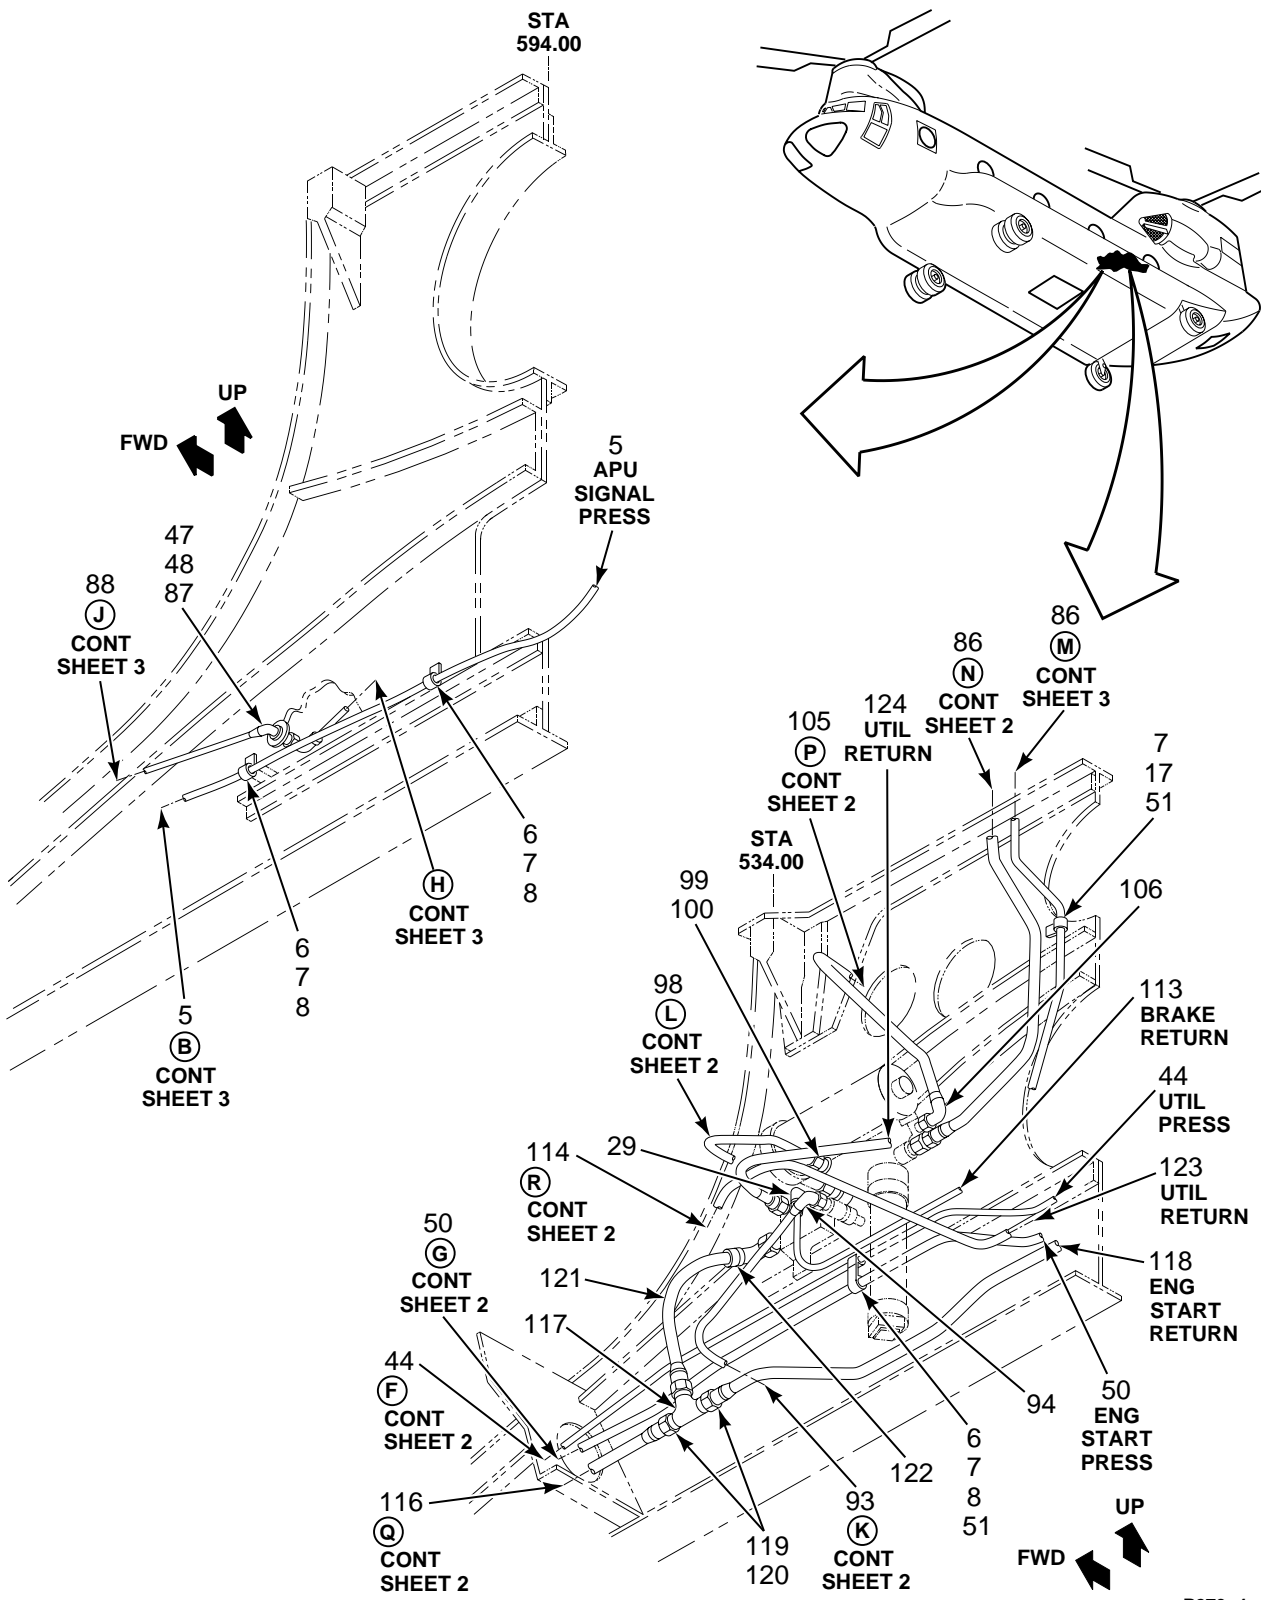 STA
594.00
UP
FWD
5
APU
SIGNAL
PRESS
47
48
87
88
J
CONT
SHEET 3
6
7
8
H
CONT
SHEET 3
6
7
8
5
B
CONT
SHEET 3
86
M
CONT
SHEET 3
86
N
CONT
SHEET 2
124
UTIL
RETURN
105
P
CONT
SHEET 2
7
17
51
STA
534.00
99
100
106
98
L
CONT
SHEET 2
113
BRAKE
RETURN
44
UTIL
PRESS
29
114
R
CONT
SHEET 2
123
UTIL
RETURN
50
G
CONT
SHEET 2
121
118
ENG
START
RETURN
117
44
F
CONT
SHEET 2
94
50
ENG
START
PRESS
122
6
7
8
51
116
Q
CONT
SHEET 2
93
K
CONT
SHEET 2
119
120
UP
FWD